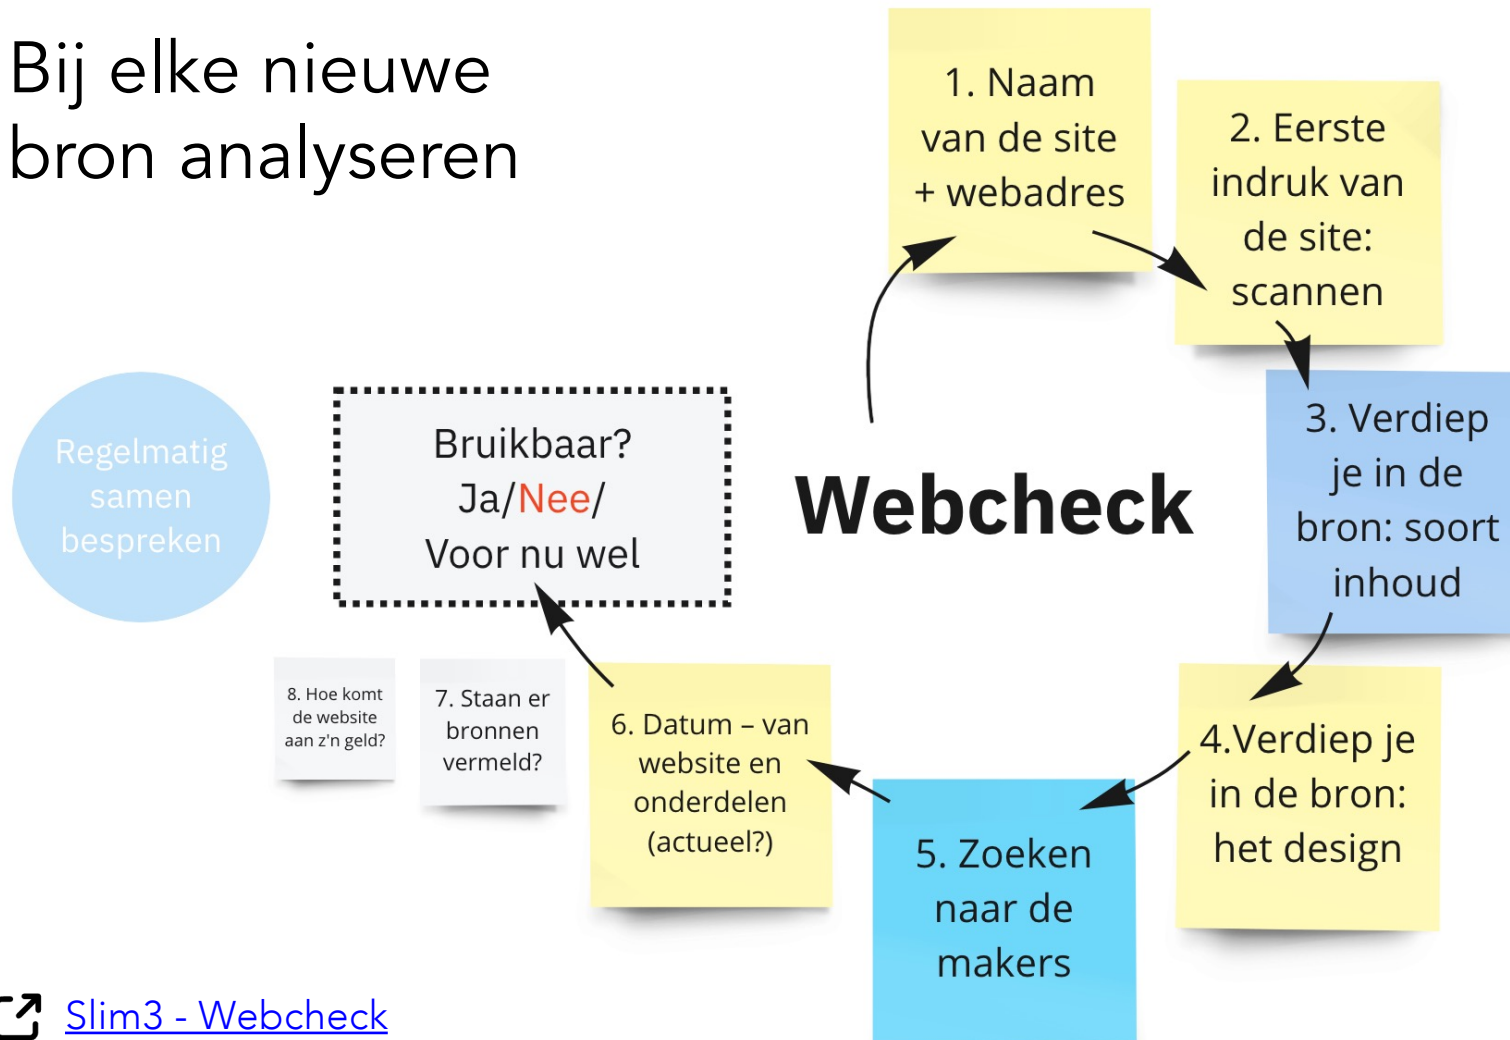 Bij elke nieuwe
bron analyseren
1. Naam
van de site
+ webadres
2. Eerste
indruk van
de site:
scannen
3. Verdiep
je in de
bron: soort
inhoud
4.Verdiep je
in de bron:
het design
5. Zoeken
naar de
makers
6. Datum – van
website en
onderdelen
(actueel?)
7. Staan er
bronnen
vermeld?
8. Hoe komt
de website
aan z'n geld?
Bruikbaar?
Ja/Nee/
Voor nu wel
Webcheck
Regelmatig
samen
bespreken
Slim3 - Webcheck